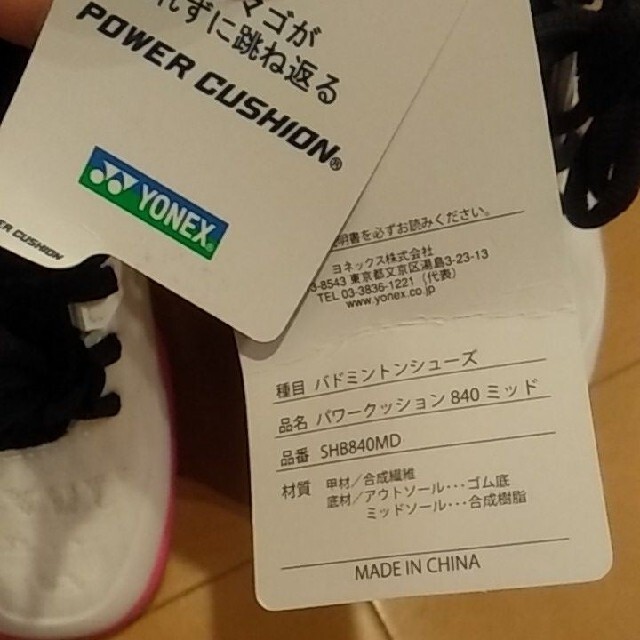 マゴが
れずに跳ね返る
POWER CUSHION®
YONEX
POWER CUSHION
明書を必ずお読みください。
ヨネックス株式会社
3-8543 東京都文京区湯島3-23-13
TEL 03-3836-1221（代表）
www.yonex.co.jp
種目 バドミントンシューズ
品名 パワークッション 840 ミッド
品番 SHB840MD
材質 甲材/合成繊維
底材/アウトソール・・・ゴム底
ミッドソール・・・合成樹脂
MADE IN CHINA